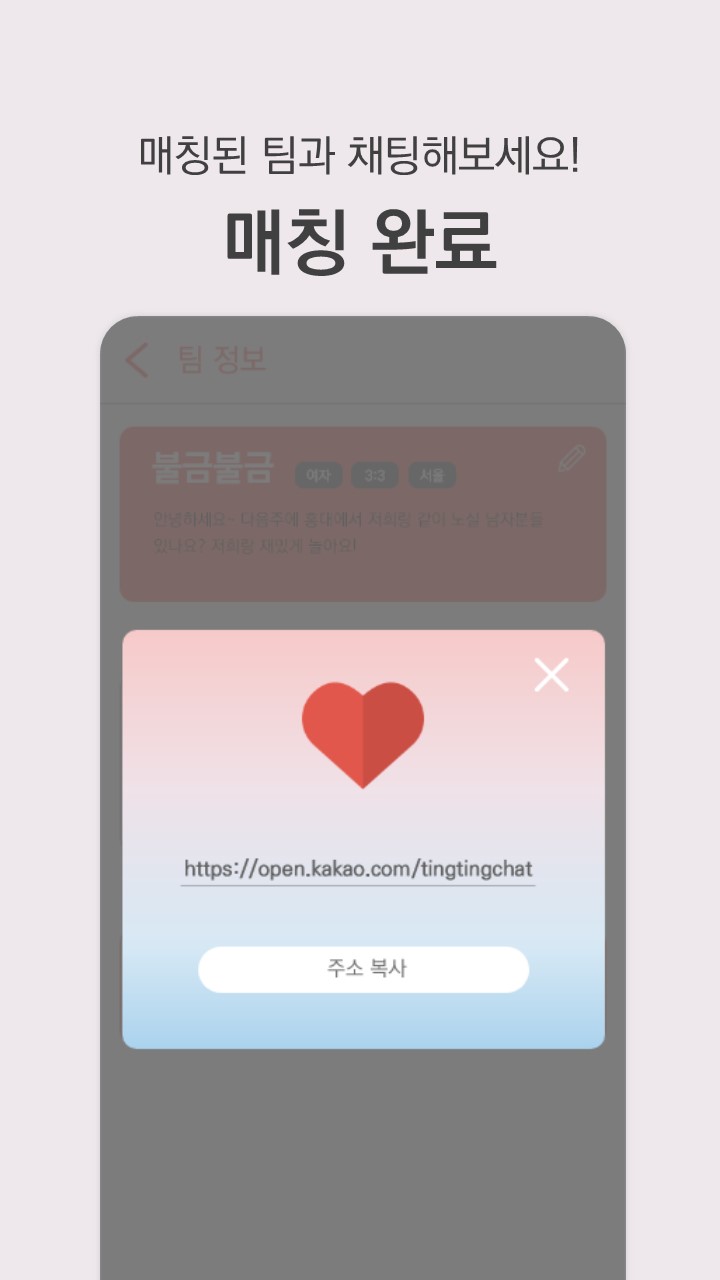 매칭된 팀과 채팅해보세요!
매칭 완료
팀 정보
불금불금 여자 3:3 서울
안녕하세요~ 다음주에 홍대에서 저희랑 같이 노실 남자분들
있나요? 저희랑 재밌게 놀아요!
https://open.kakao.com/tingtingchat
주소 복사